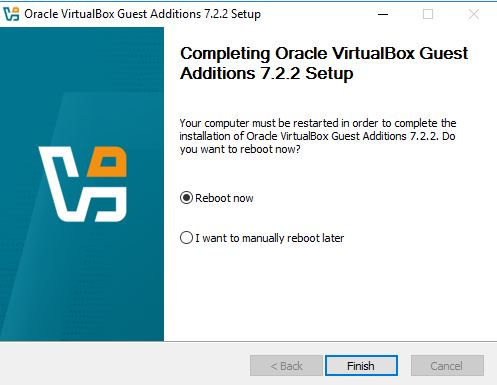 Oracle VirtualBox Guest Additions 7.2.2 Setup
Completing Oracle VirtualBox Guest
Additions 7.2.2 Setup
Your computer must be restarted in order to complete the
installation of Oracle VirtualBox Guest Additions 7.2.2. Do
you want to reboot now?
Reboot now
I want to manually reboot later
< Back
Finish
Cancel